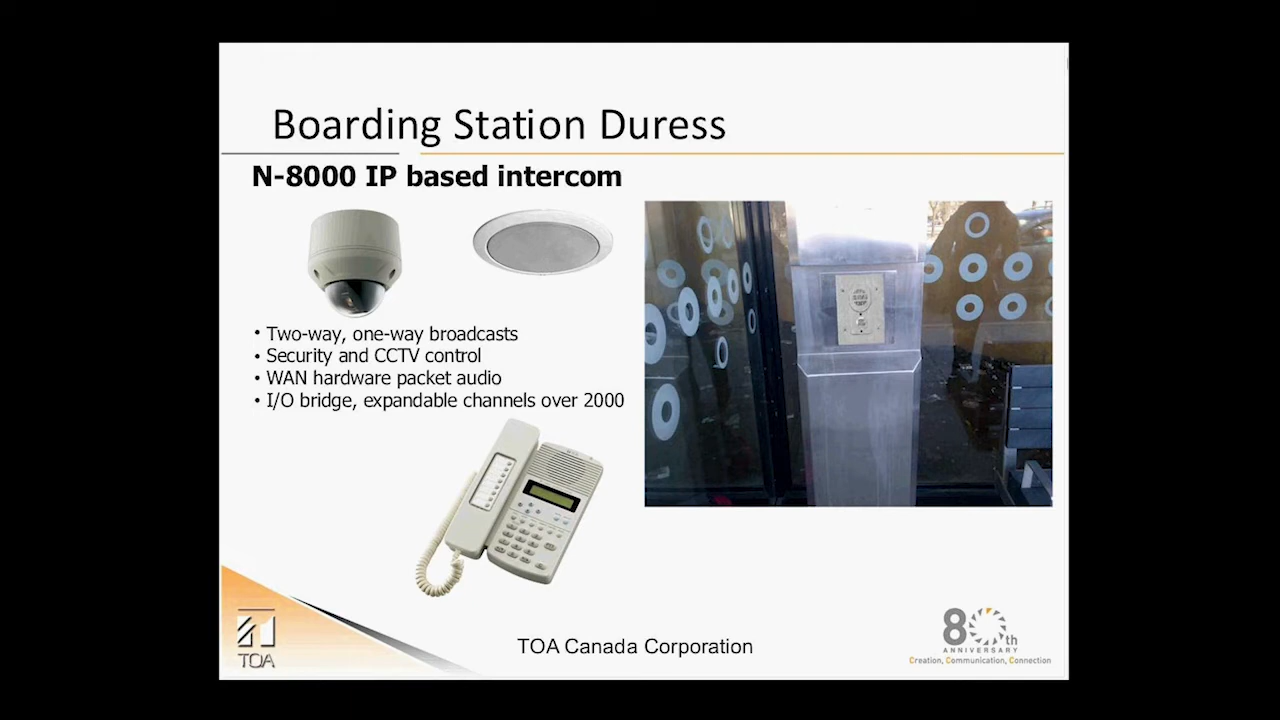 Boarding Station Duress
N-8000 IP based intercom
• Two-way, one-way broadcasts
• Security and CCTV control
• WAN hardware packet audio
• I/O bridge, expandable channels over 2000
TOA
TOA Canada Corporation
80th
ANNIVERSARY
Creation, Communication, Connection